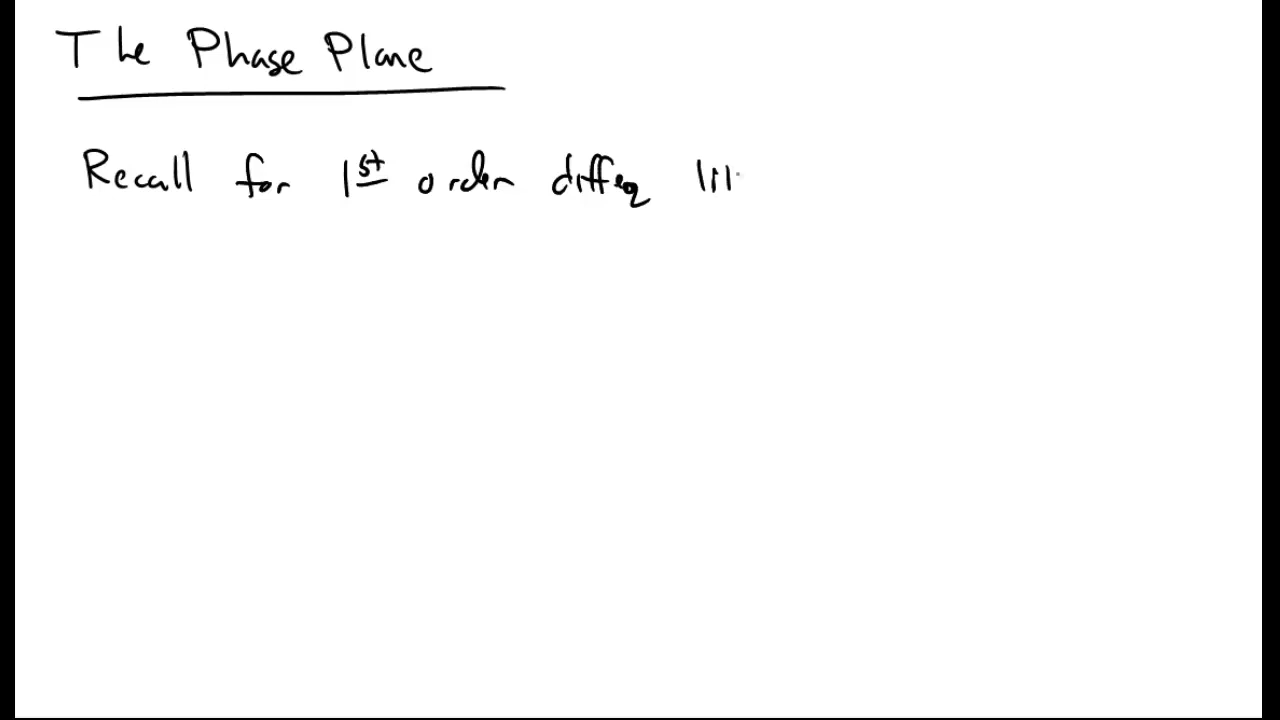 The Phase Plane
Recall for 1st order diffeq